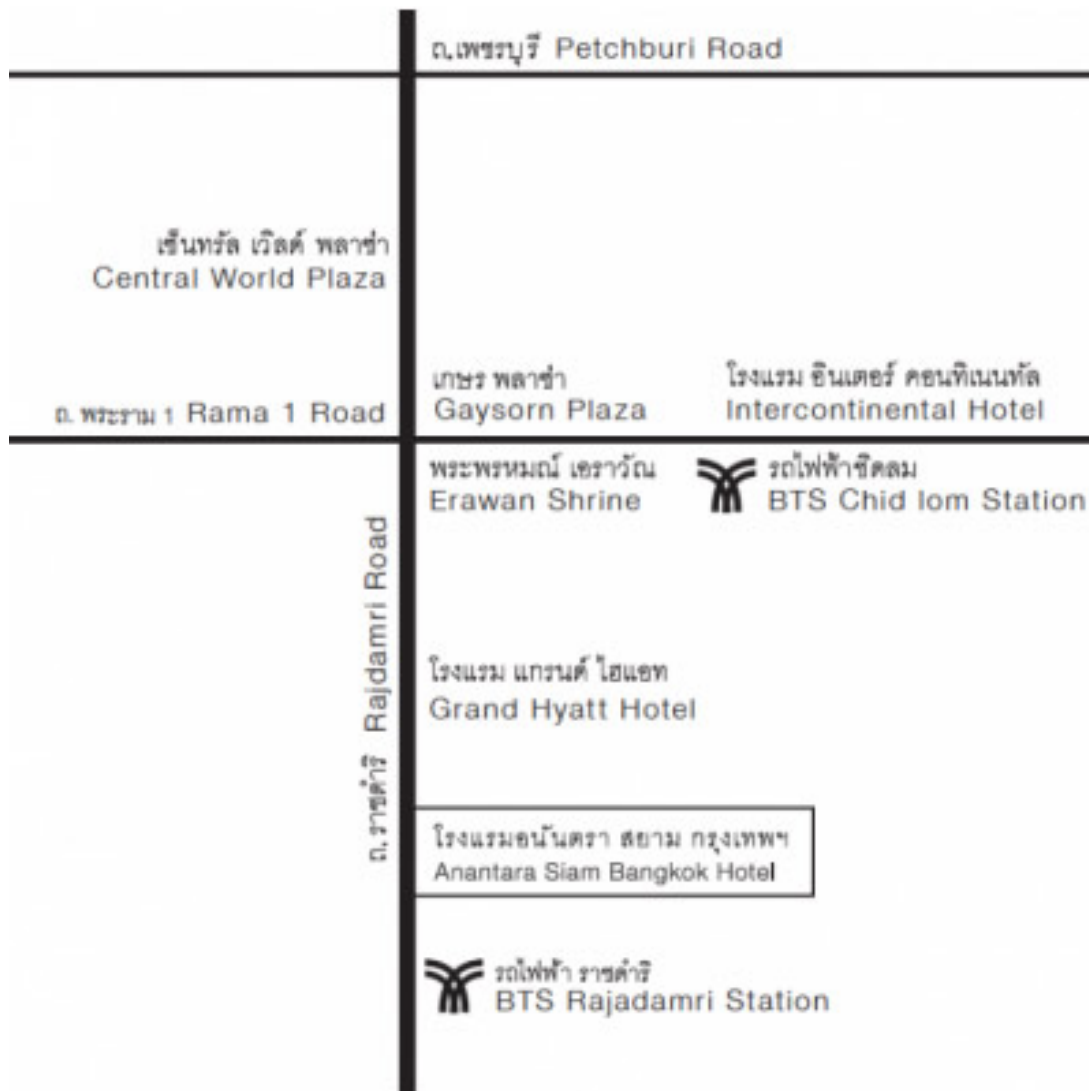 ถ.เพชรบุรี Petchburi Road
เซ็นทรัล เวิลด์ พลาซ่า
Central World Plaza
เกษร พลาซ่า
Gaysorn Plaza
โรงแรม อินเตอร์ คอนทิเนนทัล
Intercontinental Hotel
ถ. พระราม 1 Rama 1 Road
พระพรหมณ์ เอราวัณ
Erawan Shrine
รถไฟฟ้าชิดลม
BTS Chid lom Station
ถ.ราชดำริ Rajdamri Road
โรงแรม แกรนด์ ไฮแอท
Grand Hyatt Hotel
โรงแรมอนันตรา สยาม กรุงเทพฯ
Anantara Siam Bangkok Hotel
รถไฟฟ้า ราชดำริ
BTS Rajadamri Station